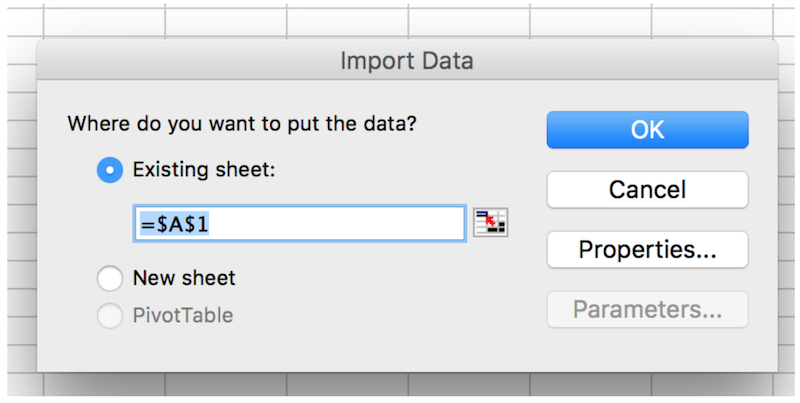 Import Data
Where do you want to put the data?
Existing sheet:
=$A$1
New sheet
PivotTable
OK
Cancel
Properties...
Parameters...